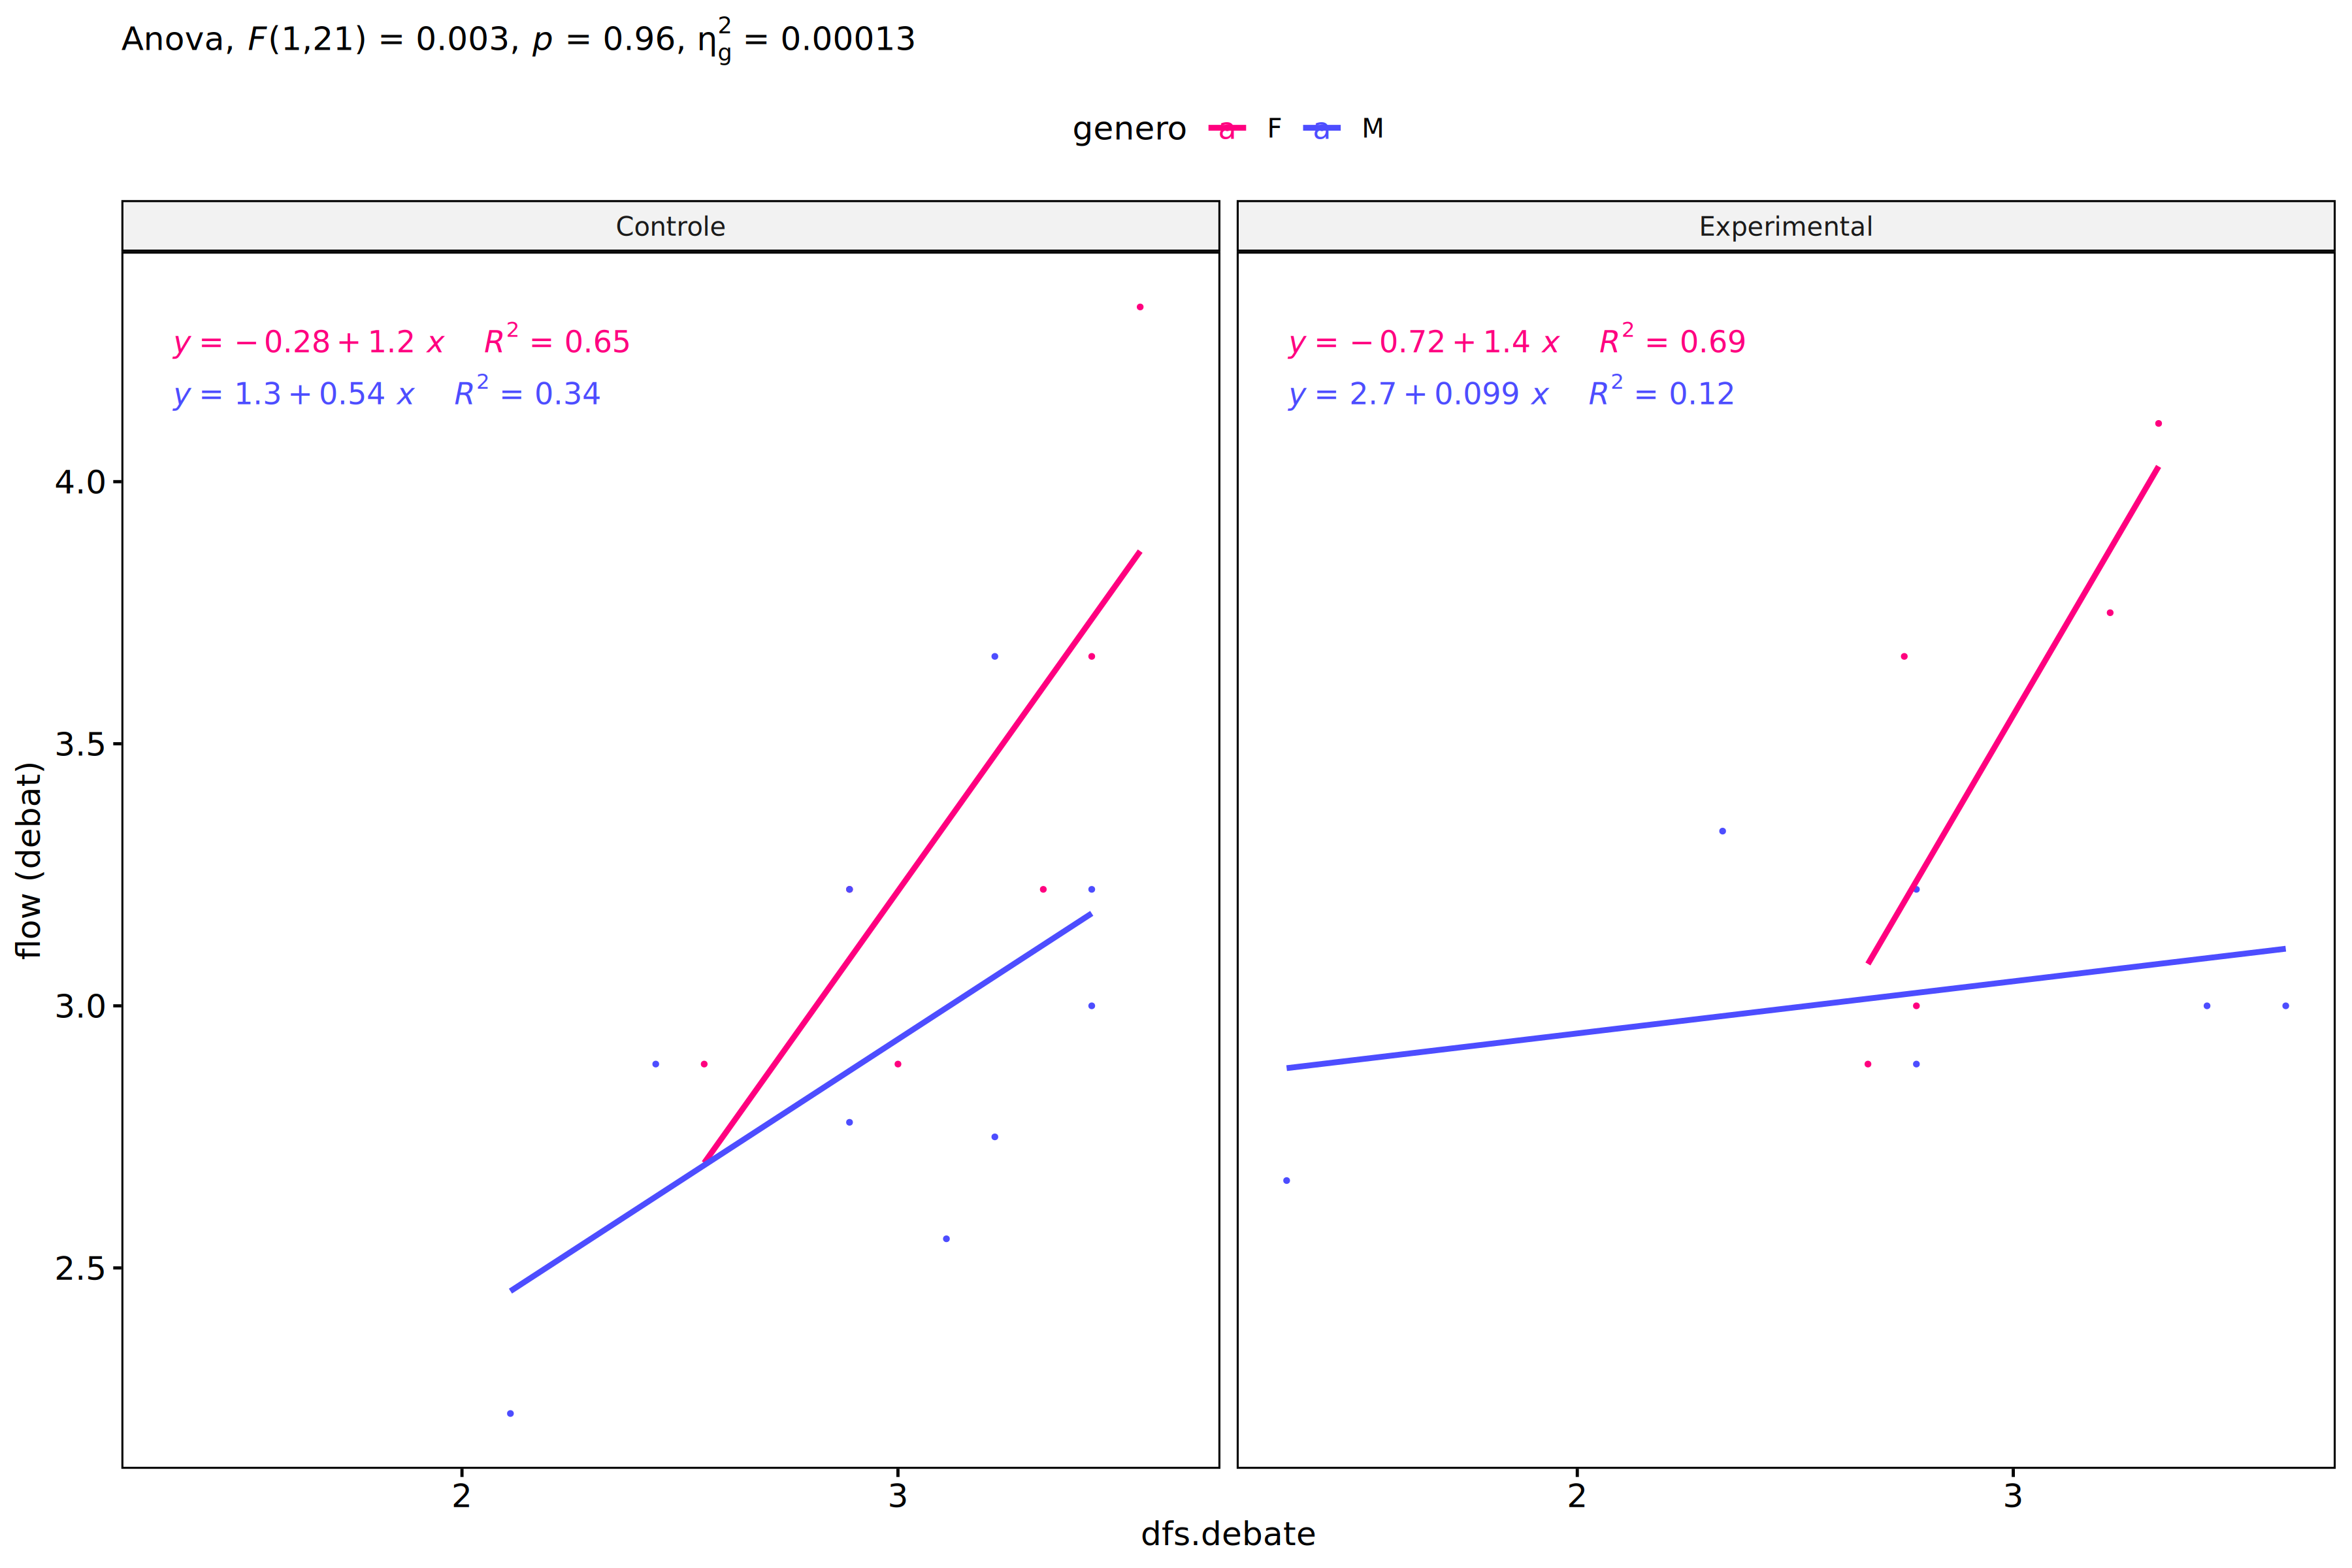 Anova, F(1,21) = 0.003, p = 0.96, η²g = 0.00013
genero a F a M
Controle
Experimental
y = − 0.28 + 1.2 x R² = 0.65
y = 1.3 + 0.54 x R² = 0.34
y = − 0.72 + 1.4 x R² = 0.69
y = 2.7 + 0.099 x R² = 0.12
4.0
3.5
3.0
2.5
flow (debat)
2 3
2 3
dfs.debate